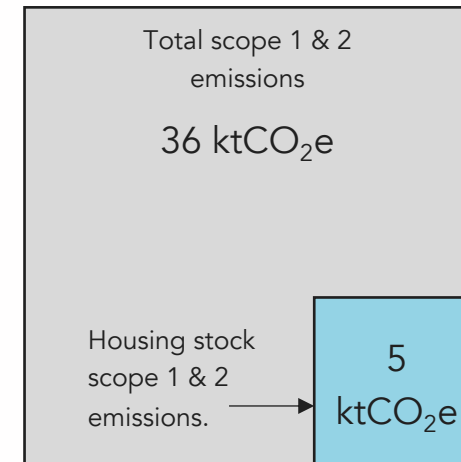 Total scope 1 & 2
emissions
36 ktCO₂e
Housing stock
scope 1 & 2
emissions.
5
ktCO₂e